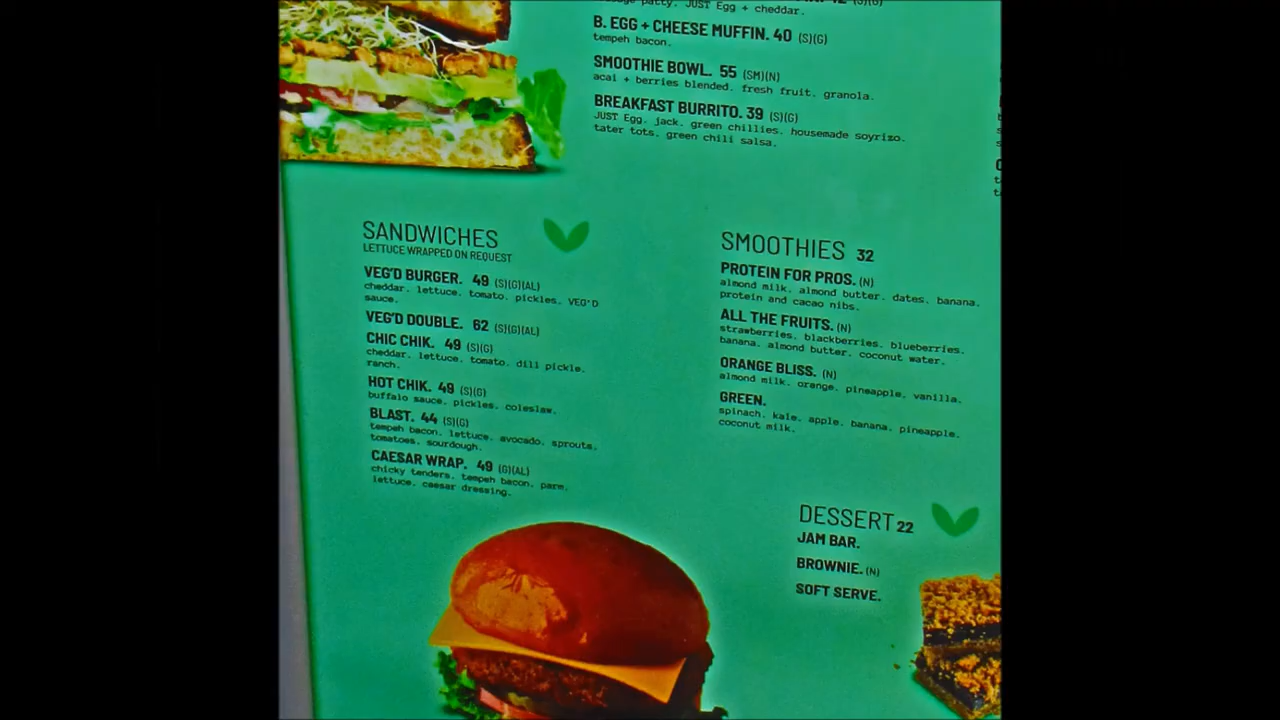 patty. JUST Egg + cheddar.
B. EGG + CHEESE MUFFIN. 40 (S)(G)
tempeh bacon.
SMOOTHIE BOWL. 55 (SM)(N)
acai + berries blended. fresh fruit. granola.
BREAKFAST BURRITO. 39 (S)(G)
JUST Egg. jack. green chillies. housemade soyrizo.
tater tots. green chili salsa.
SANDWICHES
LETTUCE WRAPPED ON REQUEST
VEG'D BURGER. 49 (S)(G)(AL)
cheddar. lettuce. tomato. pickles. VEG'D
sauce.
VEG'D DOUBLE. 62 (S)(G)(AL)
CHIC CHIK. 49 (S)(G)
cheddar. lettuce. tomato. dill pickle.
ranch.
HOT CHIK. 49 (S)(G)
buffalo sauce. pickles. coleslaw.
BLAST. 44 (S)(G)
tempeh bacon. lettuce. avocado. sprouts.
tomatoes. sourdough.
CAESAR WRAP. 49 (G)(AL)
chicky tenders. tempeh bacon. parm.
lettuce. caesar dressing.
SMOOTHIES 32
PROTEIN FOR PROS. (N)
almond milk. almond butter. dates. banana.
protein and cacao nibs.
ALL THE FRUITS. (N)
strawberries. blackberries. blueberries.
banana. almond butter. coconut water.
ORANGE BLISS. (N)
almond milk. orange. pineapple. vanilla.
GREEN.
spinach. kale. apple. banana. pineapple.
coconut milk.
DESSERT 22
JAM BAR.
BROWNIE. (N)
SOFT SERVE.